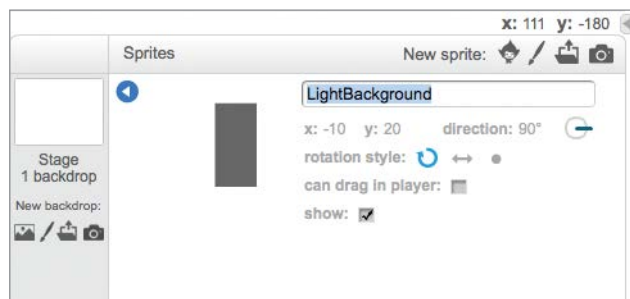 x: 111 y: -180
Sprites
New sprite:
LightBackground
x: -10 y: 20 direction: 90°
rotation style:
can drag in player:
show:
Stage
1 backdrop
New backdrop: